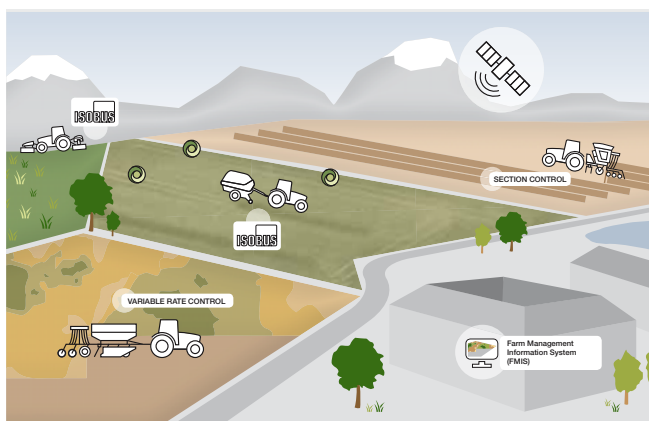 ISOBUS
SECTION CONTROL
ISOBUS
VARIABLE RATE CONTROL
Farm Management
Information System
(FMIS)